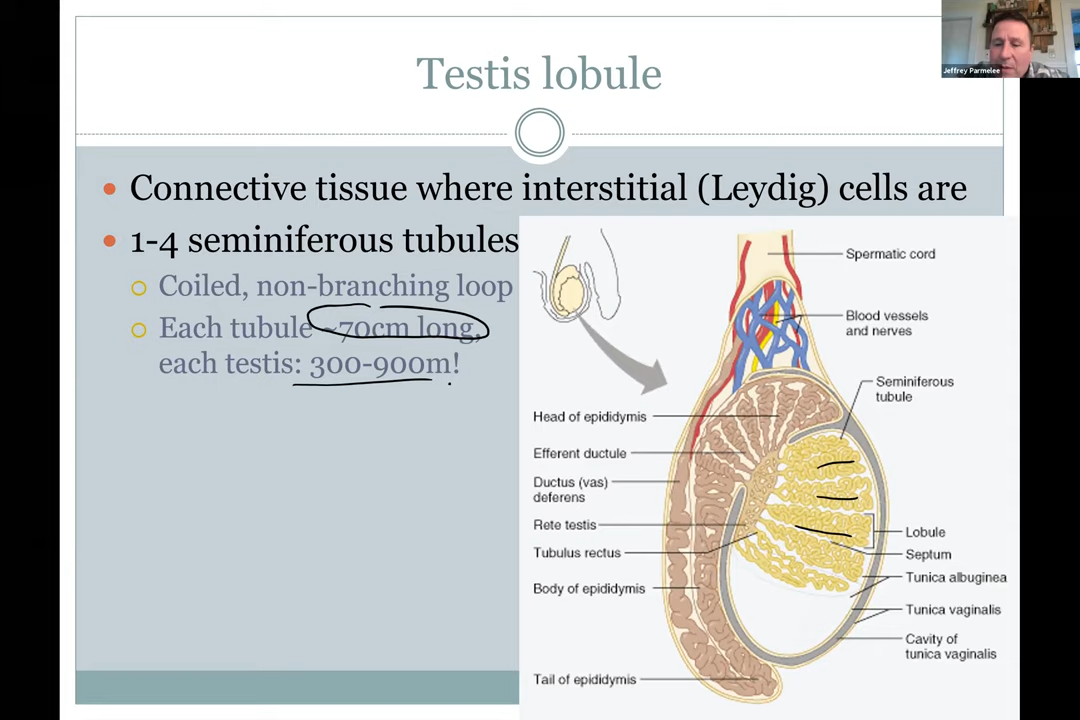 Jeffrey Parmelee
Testis lobule
Connective tissue where interstitial (Leydig) cells are
1-4 seminiferous tubules
Coiled, non-branching loop
Each tubule ~70cm long,
each testis: 300-900m!
Spermatic cord
Blood vessels
and nerves
Seminiferous
tubule
Head of epididymis
Efferent ductule
Ductus (vas)
deferens
Rete testis
Tubulus rectus
Body of epididymis
Tail of epididymis
Lobule
Septum
Tunica albuginea
Tunica vaginalis
Cavity of
tunica vaginalis